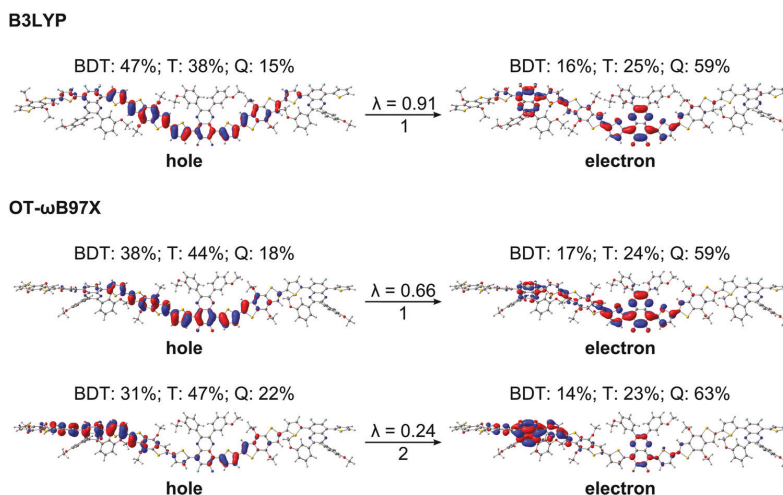 B3LYP
BDT: 47%; T: 38%; Q: 15%
BDT: 16%; T: 25%; Q: 59%
λ = 0.91
1
hole
electron
OT-ωB97X
BDT: 38%; T: 44%; Q: 18%
BDT: 17%; T: 24%; Q: 59%
λ = 0.66
1
hole
electron
BDT: 31%; T: 47%; Q: 22%
BDT: 14%; T: 23%; Q: 63%
λ = 0.24
2
hole
electron